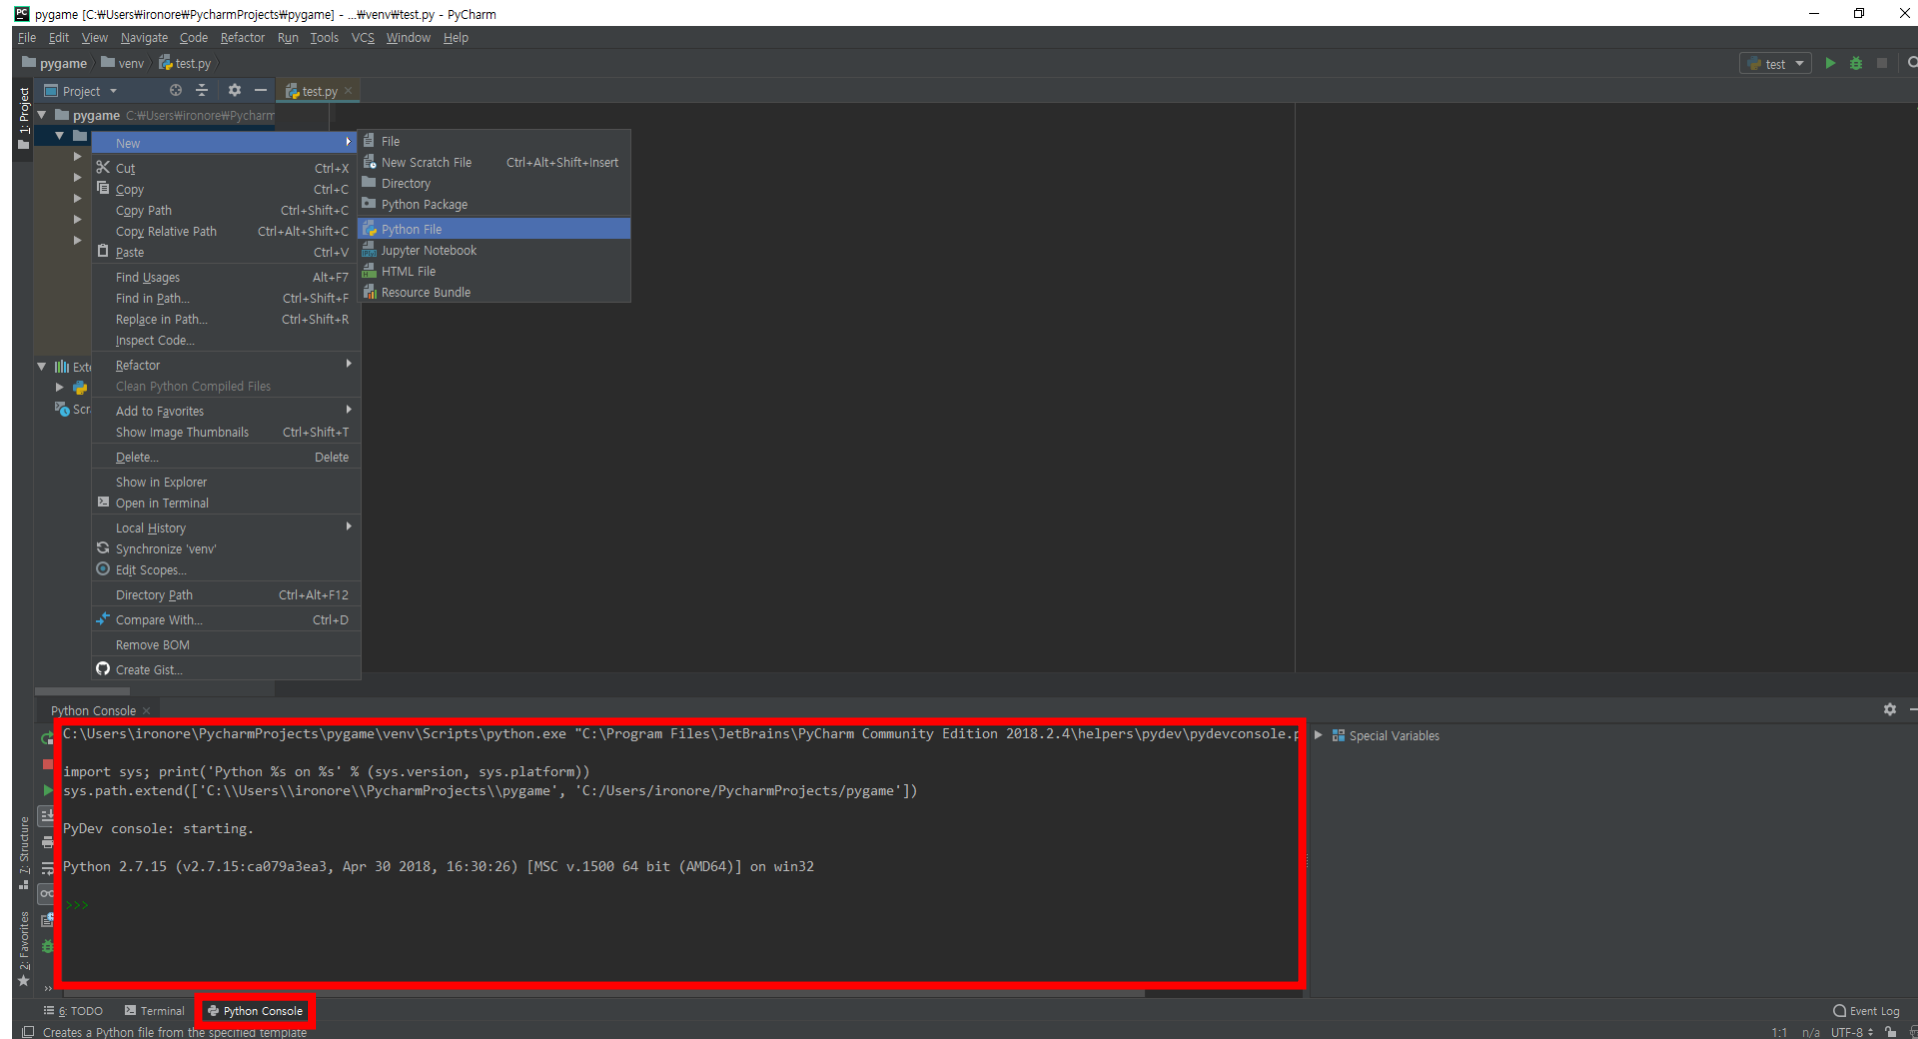 pygame [C:₩Users₩ironore₩PycharmProjects₩pygame] - ...₩venv₩test.py - PyCharm
File Edit View Navigate Code Refactor Run Tools VCS Window Help
pygame venv test.py
test
1: Project
Project
test.py
pygame C:₩Users₩ironore₩Pycharm
New
Cut Ctrl+X
Copy Ctrl+C
Copy Path Ctrl+Shift+C
Copy Relative Path Ctrl+Alt+Shift+C
Paste Ctrl+V
Find Usages Alt+F7
Find in Path... Ctrl+Shift+F
Replace in Path... Ctrl+Shift+R
Inspect Code...
Refactor
Clean Python Compiled Files
Add to Favorites
Show Image Thumbnails Ctrl+Shift+T
Delete... Delete
Show in Explorer
Open in Terminal
Local History
Synchronize 'venv'
Edit Scopes...
Directory Path Ctrl+Alt+F12
Compare With... Ctrl+D
Remove BOM
Create Gist...
File
New Scratch File Ctrl+Alt+Shift+Insert
Directory
Python Package
Python File
Jupyter Notebook
HTML File
Resource Bundle
Ext
Scr
Python Console
C:\Users\ironore\PycharmProjects\pygame\venv\Scripts\python.exe "C:\Program Files\JetBrains\PyCharm Community Edition 2018.2.4\helpers\pydev\pydevconsole.p
import sys; print('Python %s on %s' % (sys.version, sys.platform))
sys.path.extend(['C:\\Users\\ironore\\PycharmProjects\\pygame', 'C:/Users/ironore/PycharmProjects/pygame'])
PyDev console: starting.
Python 2.7.15 (v2.7.15:ca079a3ea3, Apr 30 2018, 16:30:26) [MSC v.1500 64 bit (AMD64)] on win32
>>>
Special Variables
7: Structure
2: Favorites
6: TODO Terminal Python Console
Event Log
Creates a Python file from the specified template
1:1 n/a UTF-8